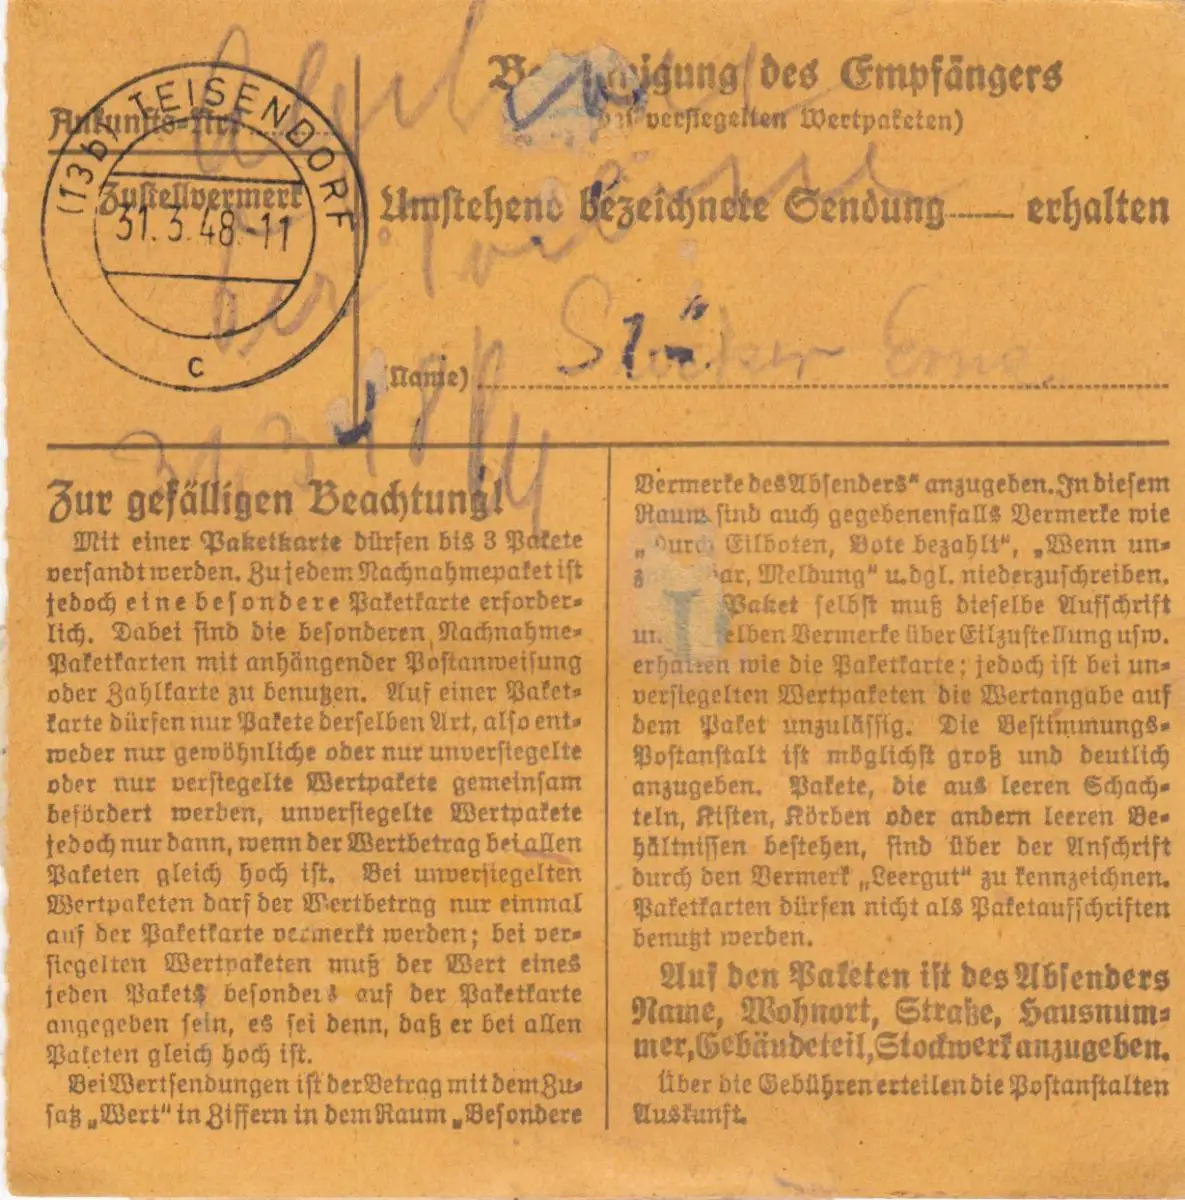 des Empfängers
versiegelten Wertpaketen)
Ankunfts-Nr.
(13b) TEISENDORF
Zustellvermerk
31.3.48.-11
c
Umstehend bezeichnete Sendung erhalten
(Name)
31.3.48
Zur gefälligen Beachtung!
Mit einer Paketkarte dürfen bis 3 Pakete
versandt werden. Zu jedem Nachnahmepaket ist
jedoch eine besondere Paketkarte erforder-
lich. Dabei sind die besonderen Nachnahme-
Paketkarten mit anhängender Postanweisung
oder Zahlkarte zu benutzen. Auf einer Paket-
karte dürfen nur Pakete derselben Art, also ent-
weder nur gewöhnliche oder nur unversiegelte
oder nur versiegelte Wertpakete gemeinsam
befördert werden, unversiegelte Wertpakete
jedoch nur dann, wenn der Wertbetrag bei allen
Paketen gleich hoch ist. Bei unversiegelten
Wertpaketen darf der Wertbetrag nur einmal
auf der Paketkarte vermerkt werden; bei ver-
siegelten Wertpaketen muß der Wert eines
jeden Pakets besonders auf der Paketkarte
angegeben sein, es sei denn, daß er bei allen
Paketen gleich hoch ist.
Bei Wertsendungen ist der Betrag mit dem Zu-
satz „Wert" in Ziffern in dem Raum „Besondere
Vermerke des Absenders" anzugeben. In diesem
Raum sind auch gegebenenfalls Vermerke wie
„Durch Eilboten, Bote bezahlt", „Wenn un-
bar, Meldung" u. dgl. niederzuschreiben.
Paket selbst muß dieselbe Aufschrift
selben Vermerke über Eilzustellung usw.
erhalten wie die Paketkarte; jedoch ist bei un-
versiegelten Wertpaketen die Wertangabe auf
dem Paket unzulässig. Die Bestimmungs-
Postanstalt ist möglichst groß und deutlich
anzugeben. Pakete, die aus leeren Schach-
teln, Kisten, Körben oder andern leeren Be-
hältnissen bestehen, sind über der Anschrift
durch den Vermerk „Leergut" zu kennzeichnen.
Paketkarten dürfen nicht als Paketaufschriften
benutzt werden.
Auf den Paketen ist des Absenders
Name, Wohnort, Straße, Hausnum-
mer, Gebäudeteil, Stockwerk anzugeben.
Über die Gebühren erteilen die Postanstalten
Auskunft.